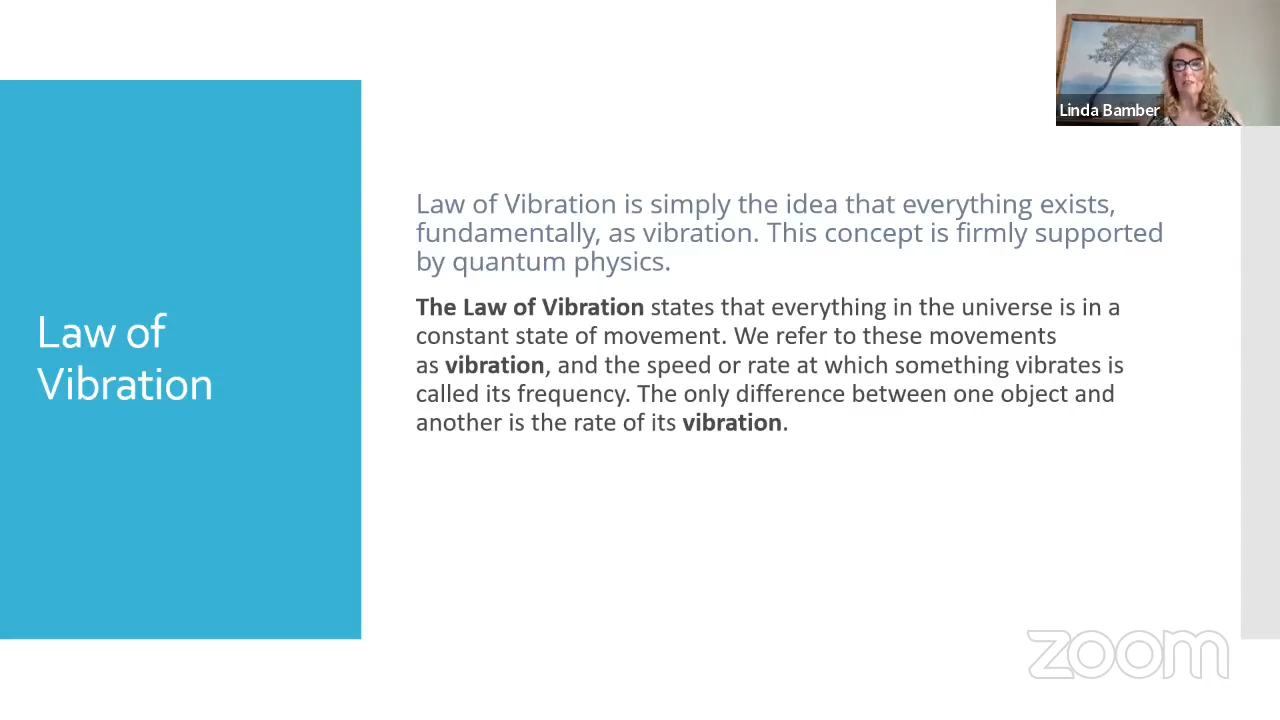 Linda Bamber
Law of
Vibration
Law of Vibration is simply the idea that everything exists,
fundamentally, as vibration. This concept is firmly supported
by quantum physics.
The Law of Vibration states that everything in the universe is in a
constant state of movement. We refer to these movements
as vibration, and the speed or rate at which something vibrates is
called its frequency. The only difference between one object and
another is the rate of its vibration.
zoom